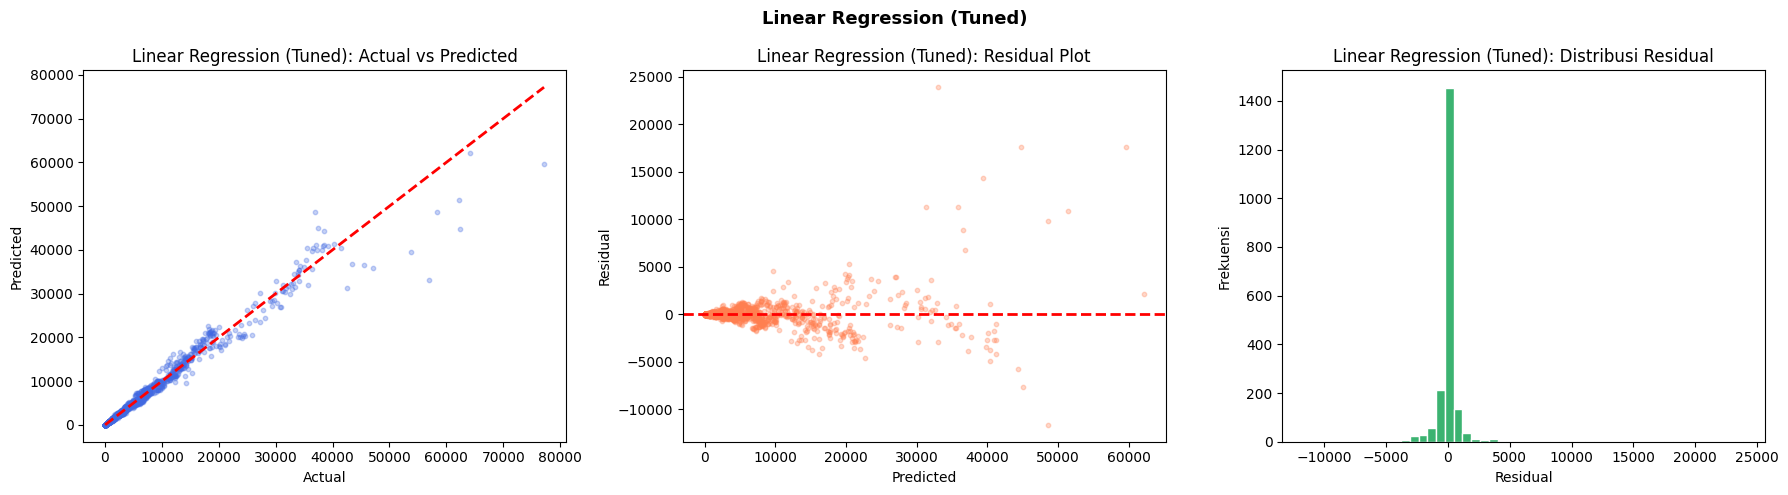 Linear Regression (Tuned)
Linear Regression (Tuned): Actual vs Predicted
80000
70000
60000
50000
40000
30000
20000
10000
0
Predicted
0 10000 20000 30000 40000 50000 60000 70000 80000
Actual
Linear Regression (Tuned): Residual Plot
25000
20000
15000
10000
5000
0
−5000
−10000
Residual
0 10000 20000 30000 40000 50000 60000
Predicted
Linear Regression (Tuned): Distribusi Residual
1400
1200
1000
800
600
400
200
0
Frekuensi
−10000 −5000 0 5000 10000 15000 20000 25000
Residual